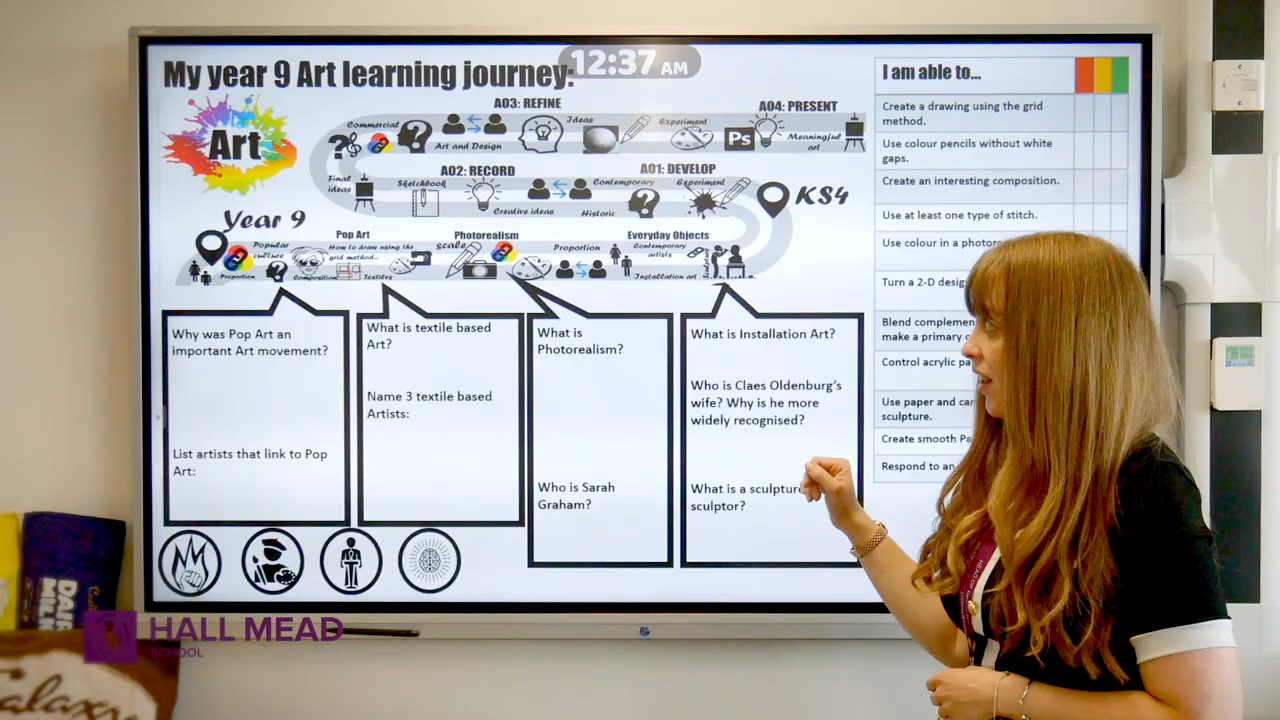 My year 9 Art learning journey:
12:37 AM
I am able to...
Art
AO3: REFINE
AO4: PRESENT
Commercial
Ideas
Experiment
Art and Design
Ps
Meaningful
art
AO2: RECORD
AO1: DEVELOP
Final
ideas
Sketchbook
Contemporary
Experiment
Creative ideas
Historic
KS4
Year 9
Pop Art
Photorealism
Everyday Objects
Popular
culture
How to draw using the
grid method...
scale
Proportion
Contemporary
artists
Proportion
Composition
Textiles
Installation art
Sculpture
Why was Pop Art an
important Art movement?
List artists that link to Pop
Art:
What is textile based
Art?
Name 3 textile based
Artists:
What is
Photorealism?
Who is Sarah
Graham?
What is Installation Art?
Who is Claes Oldenburg's
wife? Why is he more
widely recognised?
What is a sculpture
sculptor?
Create a drawing using the grid
method.
Use colour pencils without white
gaps.
Create an interesting composition.
Use at least one type of stitch.
Use colour in a photore
Turn a 2-D desig
Blend complemen
make a primary
Control acrylic pa
Use paper and car
sculpture.
Create smooth Pa
Respond to an
HEAD OF
HALL MEAD
SCHOOL
Galaxy